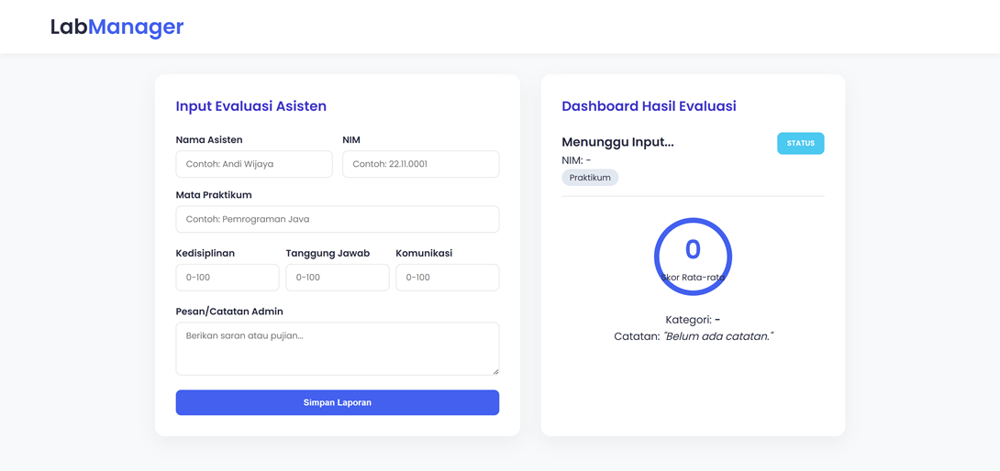 LabManager
Input Evaluasi Asisten
Nama Asisten
NIM
Contoh: Andi Wijaya
Contoh: 22.11.0001
Mata Praktikum
Contoh: Pemrograman Java
Kedisiplinan
Tanggung Jawab
Komunikasi
0-100
0-100
0-100
Pesan/Catatan Admin
Berikan saran atau pujian...
Simpan Laporan
Dashboard Hasil Evaluasi
Menunggu Input...
STATUS
NIM: -
Praktikum
0
Skor Rata-rata
Kategori: -
Catatan: "Belum ada catatan."